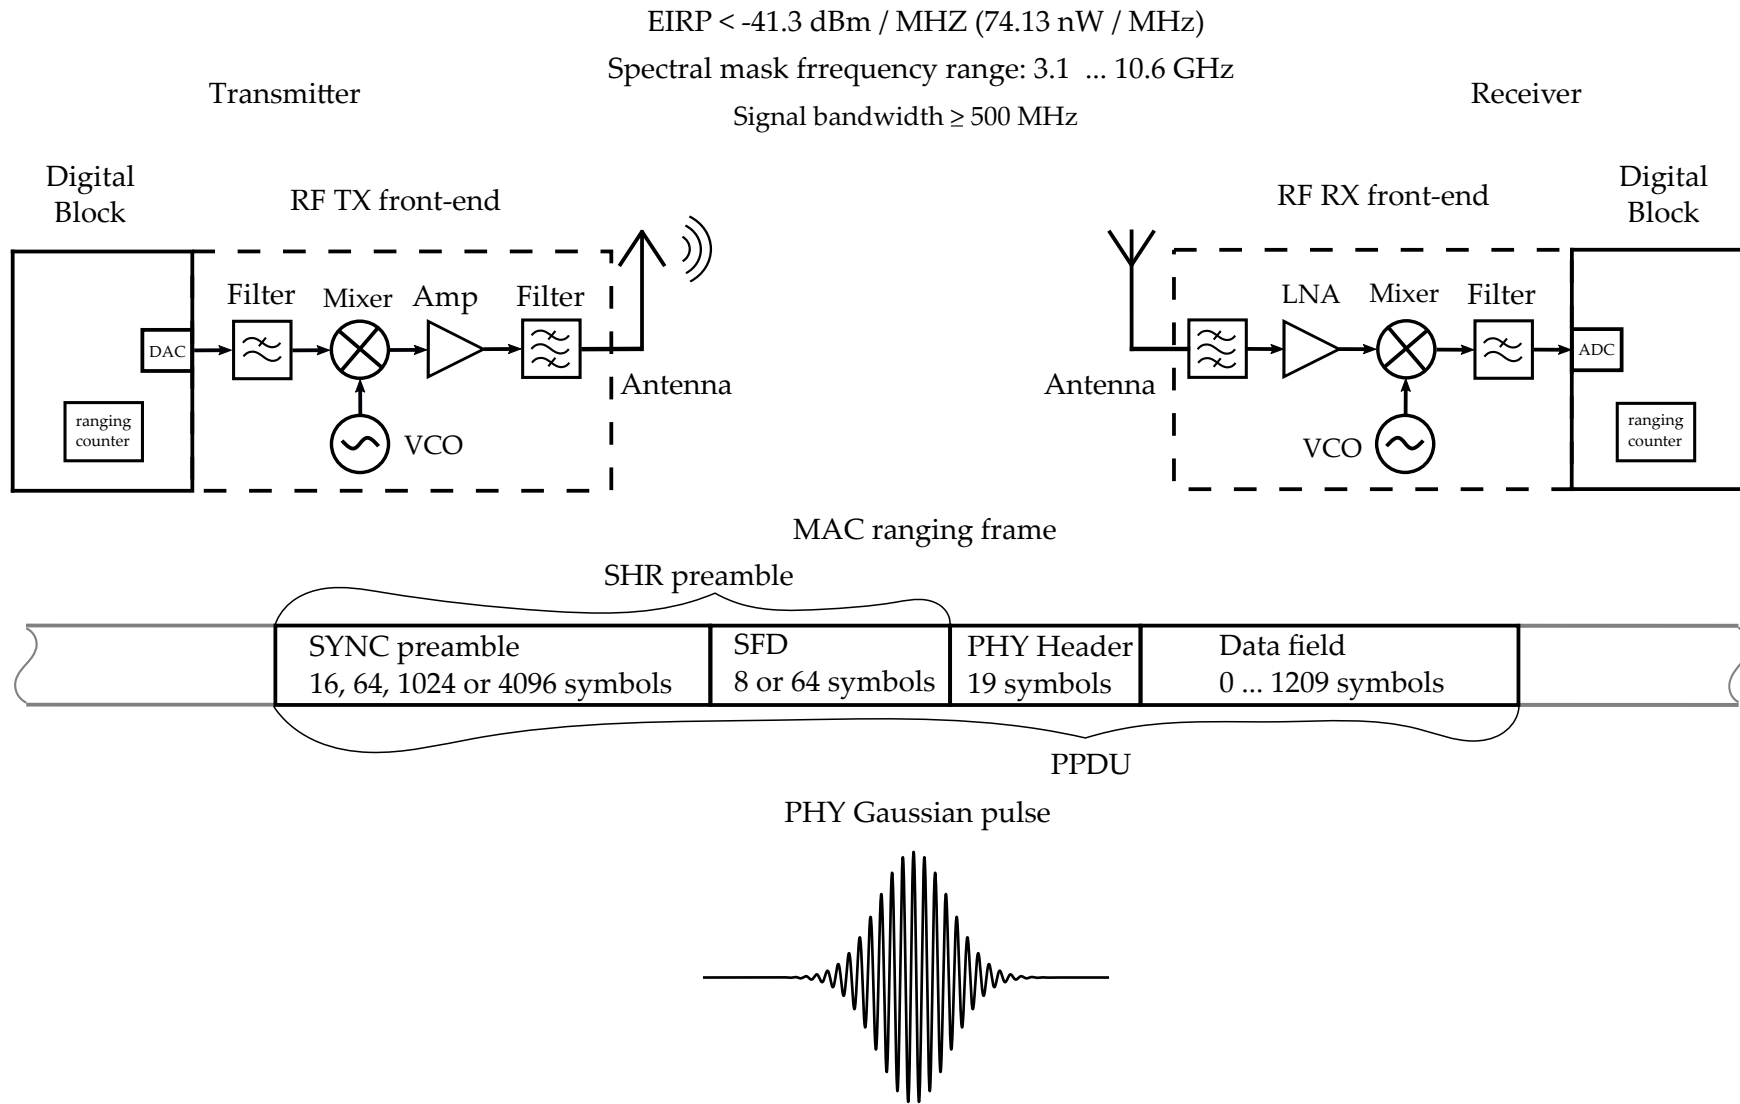 EIRP < -41.3 dBm / MHZ (74.13 nW / MHz)
Spectral mask frrequency range: 3.1 ... 10.6 GHz
Signal bandwidth ≥ 500 MHz
Transmitter
Receiver
Digital
Block
RF TX front-end
RF RX front-end
Digital
Block
Filter
Mixer
Amp
Filter
LNA
Mixer
Filter
DAC
ADC
Antenna
Antenna
ranging
counter
VCO
VCO
ranging
counter
MAC ranging frame
SHR preamble
SYNC preamble
16, 64, 1024 or 4096 symbols
SFD
8 or 64 symbols
PHY Header
19 symbols
Data field
0 ... 1209 symbols
PPDU
PHY Gaussian pulse